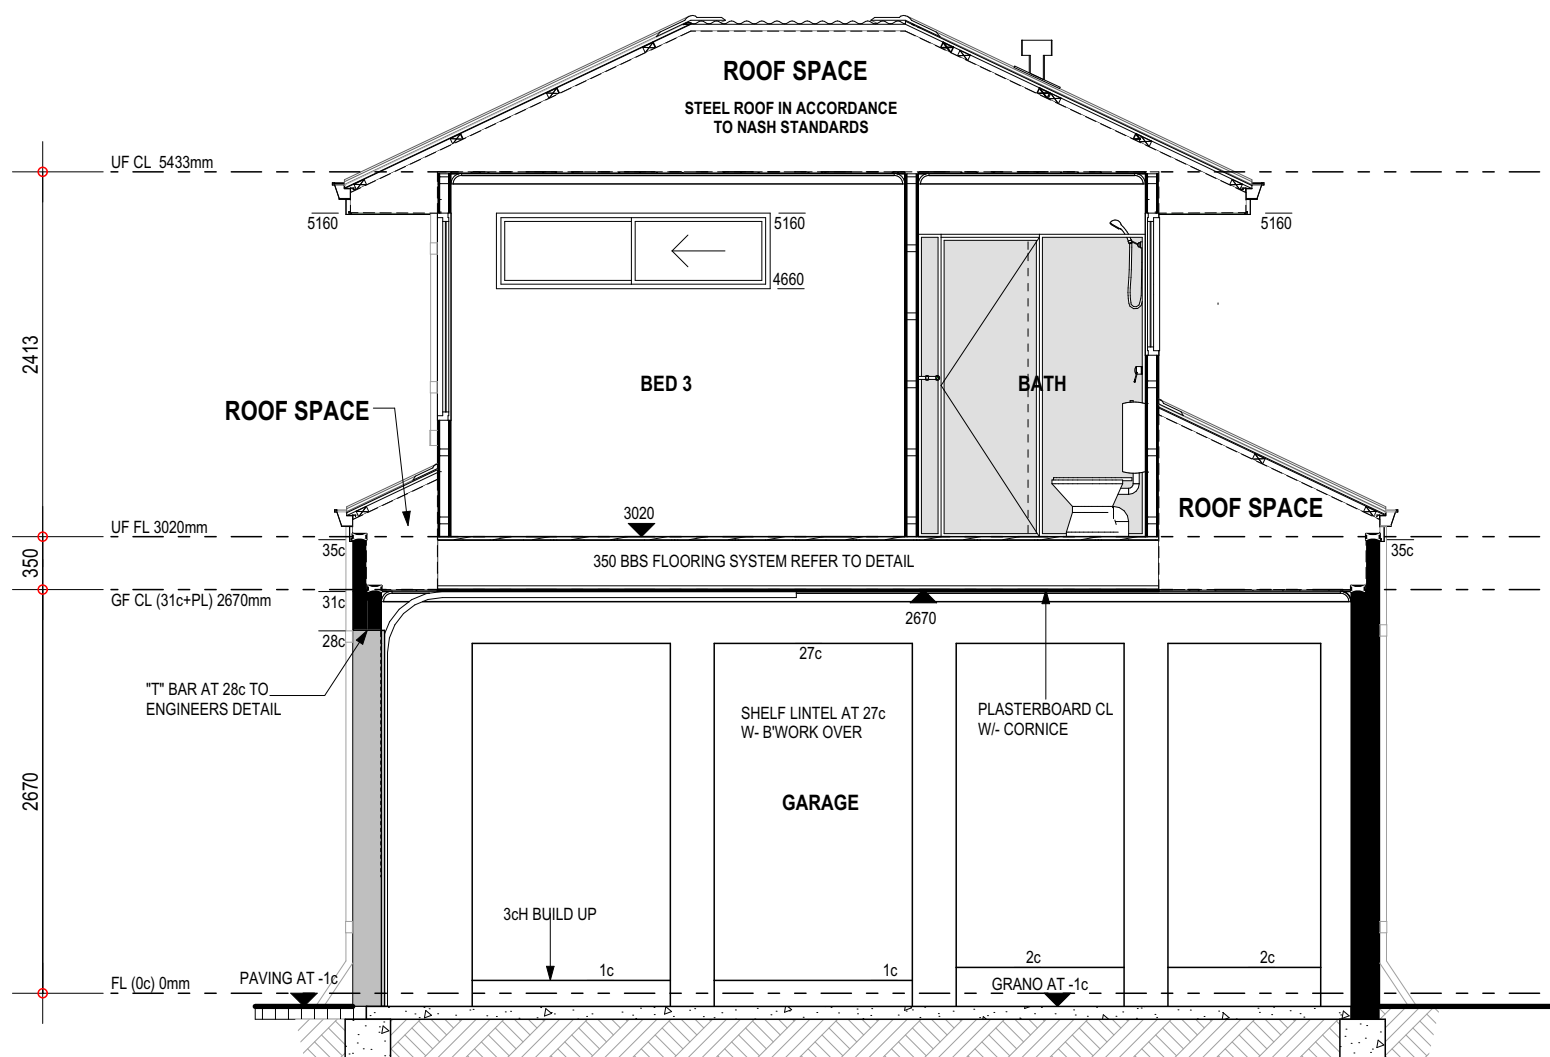 ROOF SPACE
STEEL ROOF IN ACCORDANCE
TO NASH STANDARDS
UF CL 5433mm
5160
5160
5160
4660
2413
BED 3
BATH
ROOF SPACE
ROOF SPACE
3020
UF FL 3020mm
35c
35c
350
350 BBS FLOORING SYSTEM REFER TO DETAIL
GF CL (31c+PL) 2670mm
31c
2670
28c
27c
"T" BAR AT 28c TO
ENGINEERS DETAIL
SHELF LINTEL AT 27c
W- B'WORK OVER
PLASTERBOARD CL
W/- CORNICE
2670
GARAGE
3cH BUILD UP
1c
1c
2c
2c
FL (0c) 0mm
PAVING AT -1c
GRANO AT -1c